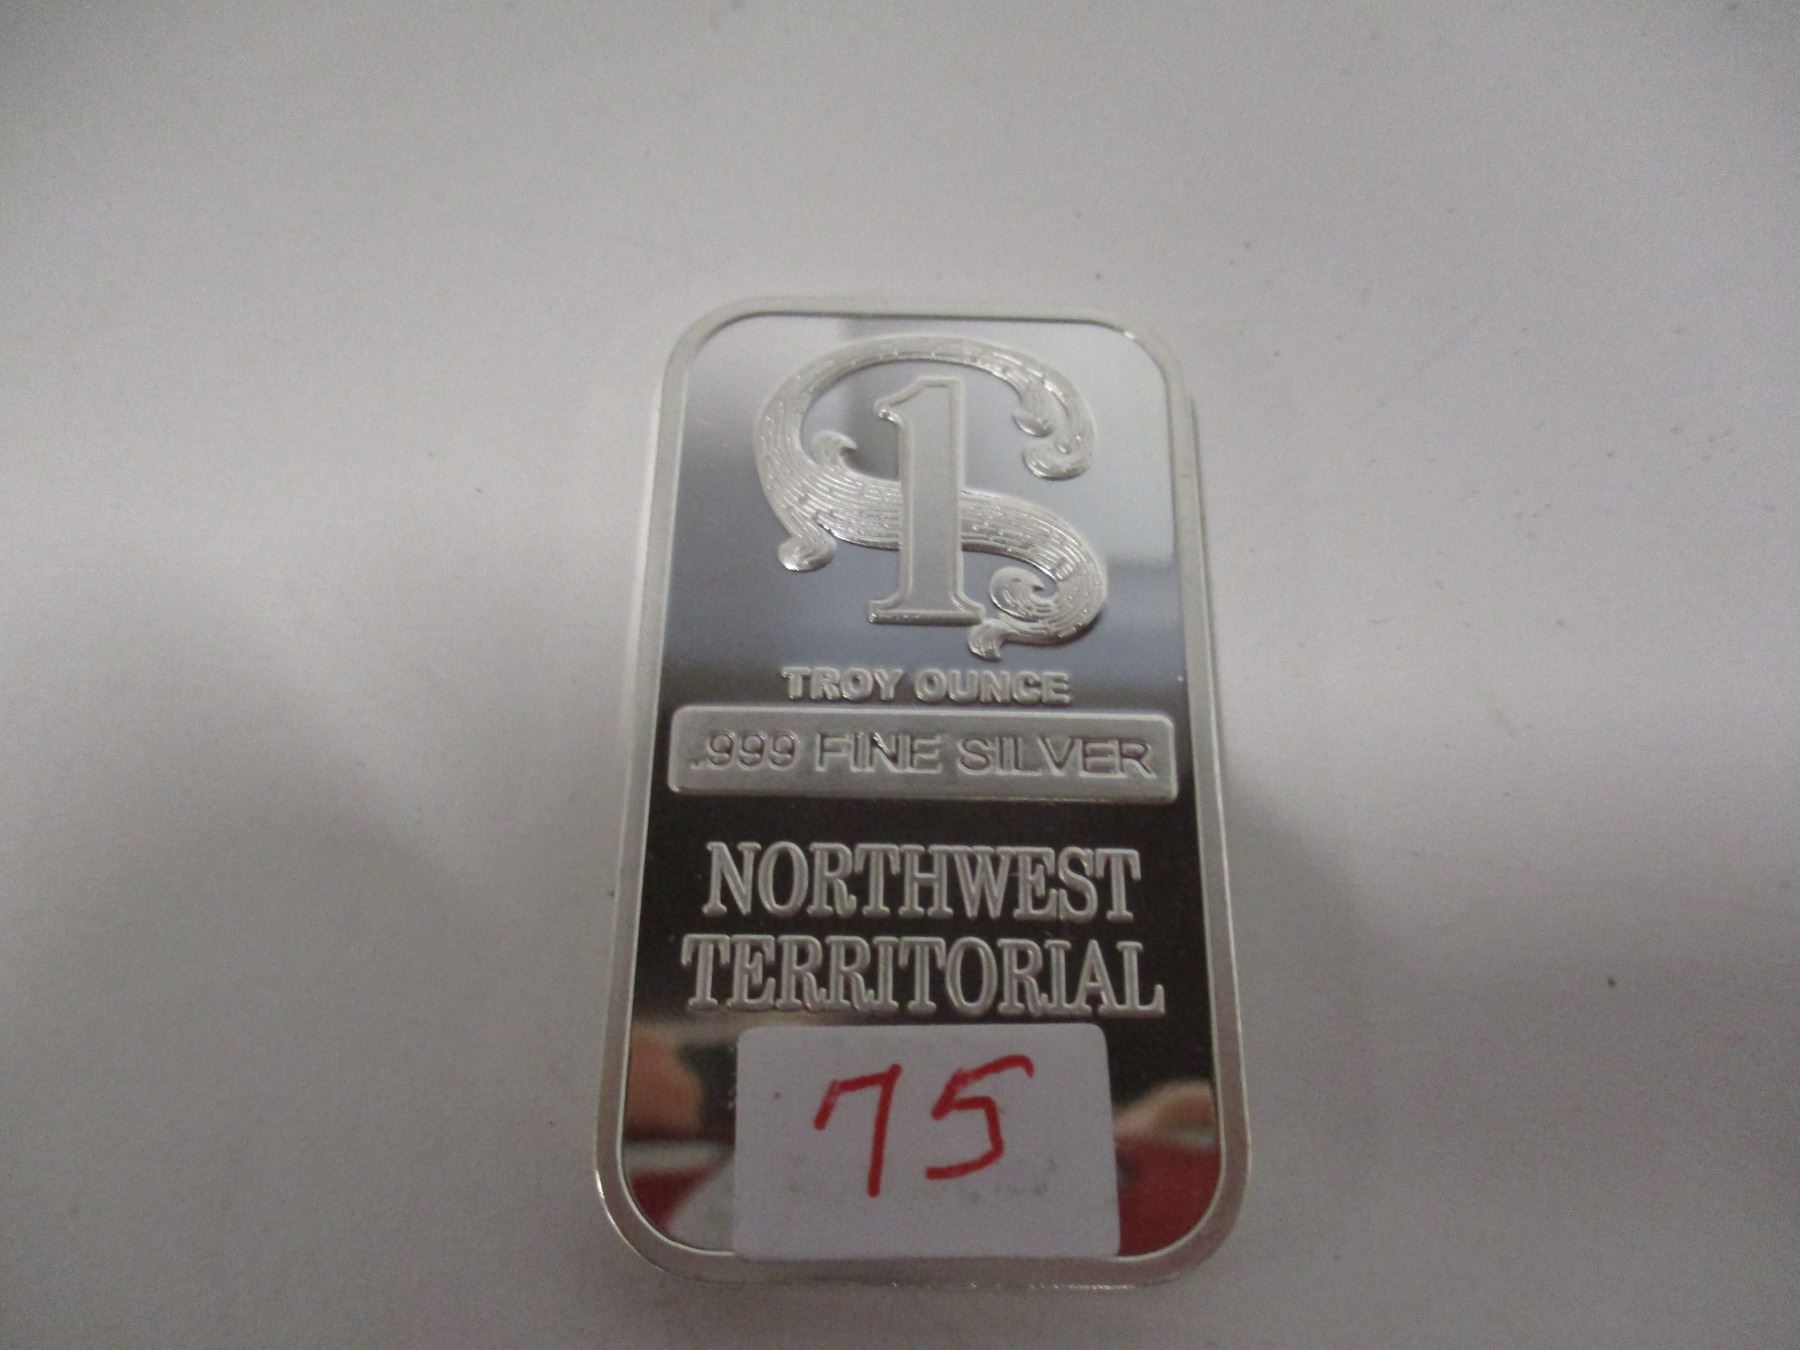 1
TROY OUNCE
.999 FINE SILVER
NORTHWEST
TERRITORIAL
75